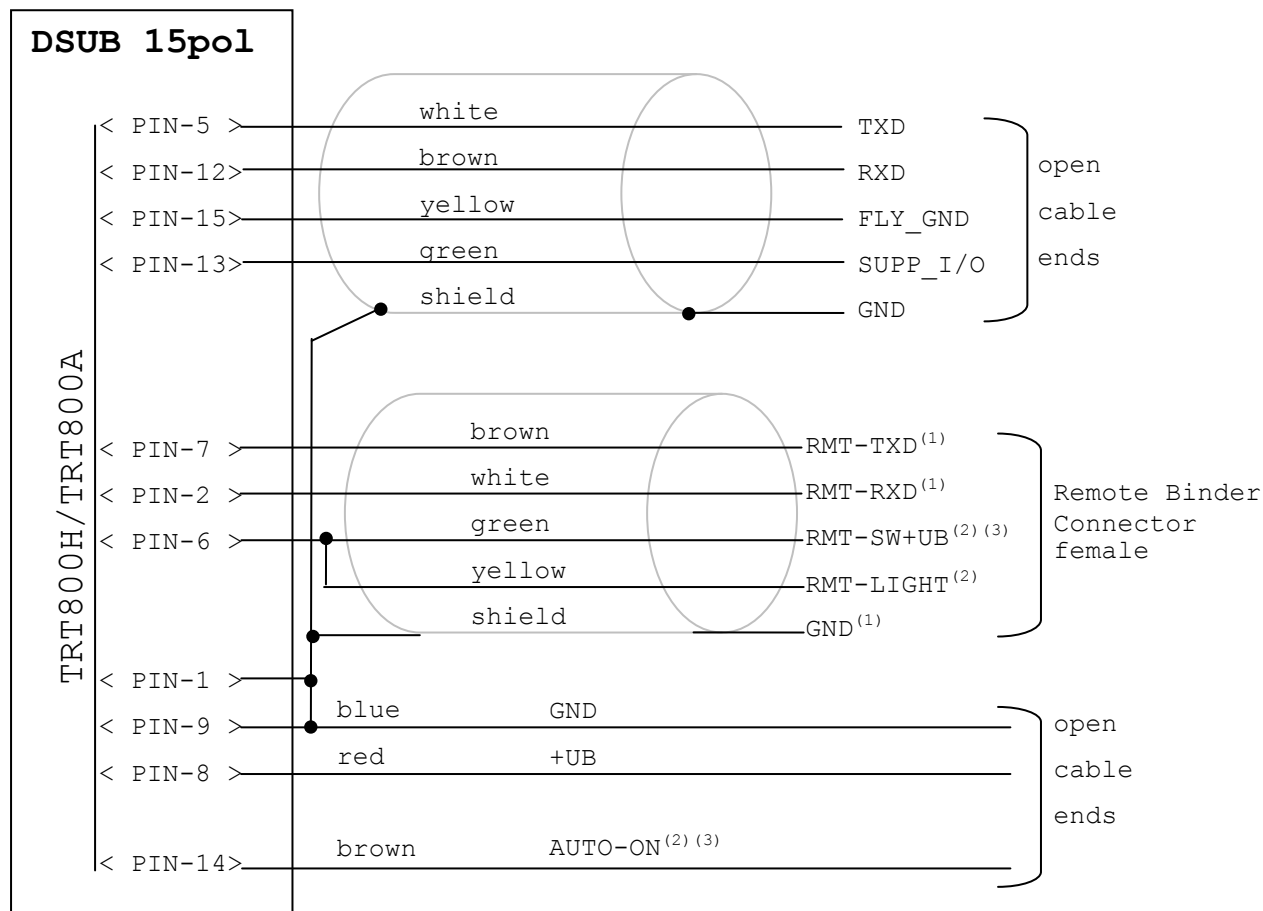 DSUB 15pol
TRT800H/TRT800A
< PIN-5 > white TXD
< PIN-12> brown RXD
< PIN-15> yellow FLY_GND
< PIN-13> green SUPP_I/O
shield GND
open
cable
ends
< PIN-7 > brown RMT-TXD(1)
< PIN-2 > white RMT-RXD(1)
< PIN-6 > green RMT-SW+UB(2)(3)
yellow RMT-LIGHT(2)
shield GND(1)
Remote Binder
Connector
female
< PIN-1 >
< PIN-9 > blue GND
< PIN-8 > red +UB
< PIN-14> brown AUTO-ON(2)(3)
open
cable
ends